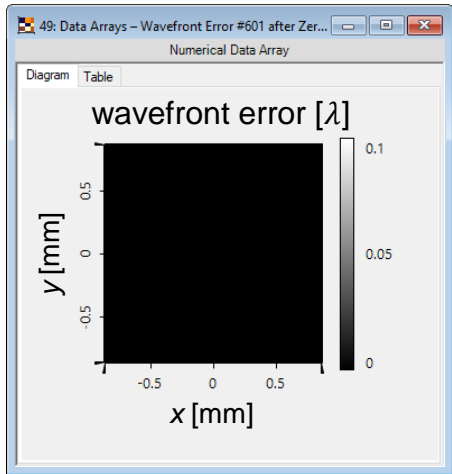 49: Data Arrays – Wavefront Error #601 after Zer...
Numerical Data Array
Diagram Table
wavefront error [λ]
0.1
0.05
0
0.5
0
-0.5
y [mm]
-0.5 0 0.5
x [mm]